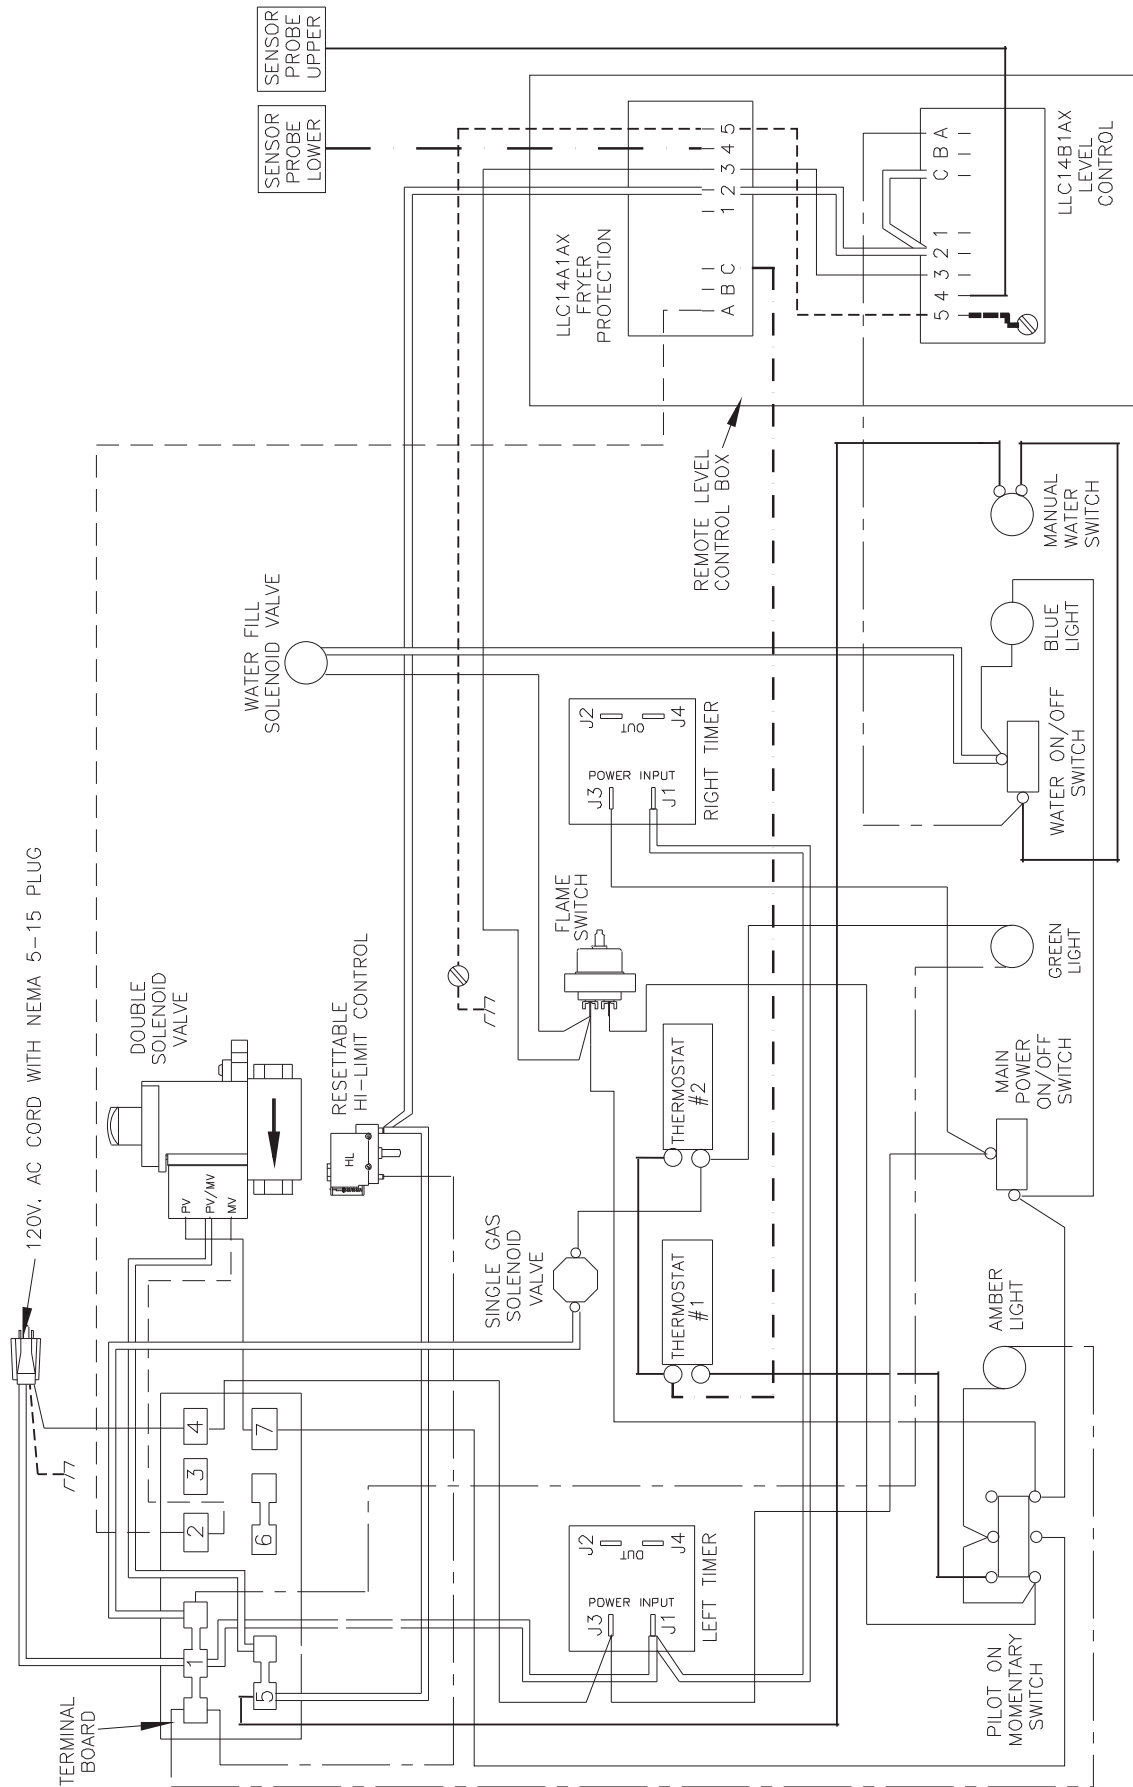 120V. AC CORD WITH NEMA 5-15 PLUG
TERMINAL
BOARD
1
2
3
4
5
6
7
DOUBLE
SOLENOID
VALVE
PV
PV/MV
MV
RESETTABLE
HI-LIMIT CONTROL
HL
WATER FILL
SOLENOID VALVE
SENSOR
PROBE
LOWER
SENSOR
PROBE
UPPER
SINGLE GAS
SOLENOID
VALVE
FLAME
SWITCH
LEFT TIMER
J3
J2
POWER INPUT
OUT
J1
J4
RIGHT TIMER
J3
J2
POWER INPUT
OUT
J1
J4
THERMOSTAT
#1
THERMOSTAT
#2
REMOTE LEVEL
CONTROL BOX
LLC14A1AX
FRYER
PROTECTION
A B C
1 2 3 4 5
LLC14B1AX
LEVEL
CONTROL
5 4 3 2 1
C B A
PILOT ON
MOMENTARY
SWITCH
AMBER
LIGHT
MAIN
POWER
ON/OFF
SWITCH
GREEN
LIGHT
WATER ON/OFF
SWITCH
BLUE
LIGHT
MANUAL
WATER
SWITCH